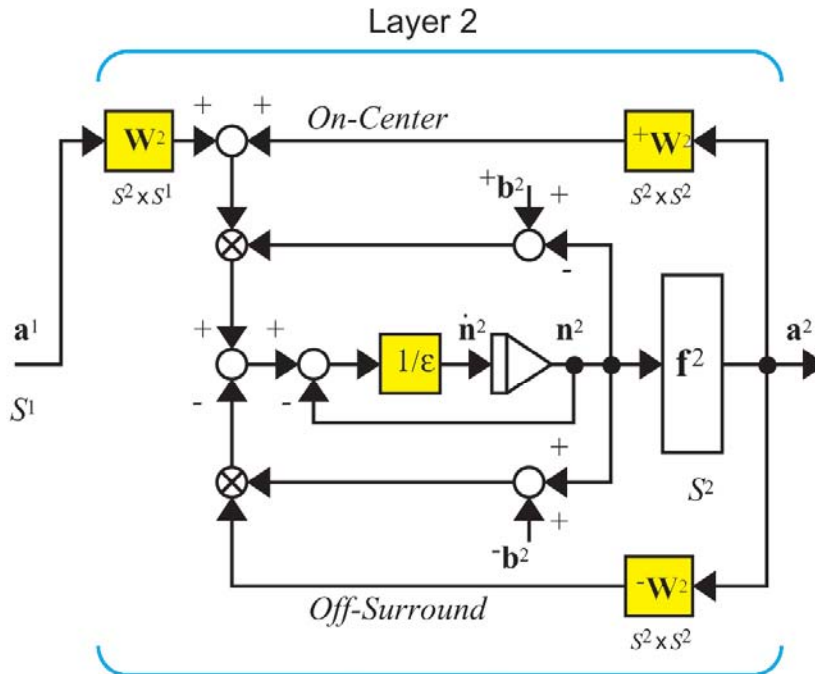 Layer 2
+ + On-Center
W²
S² x S¹
⁺W²
S² x S²
⁺b² +
-
a¹
S¹
+ + 1/ε ṅ² n² f² a²
- -
S²
+
+
⁻b²
Off-Surround
⁻W²
S² x S²